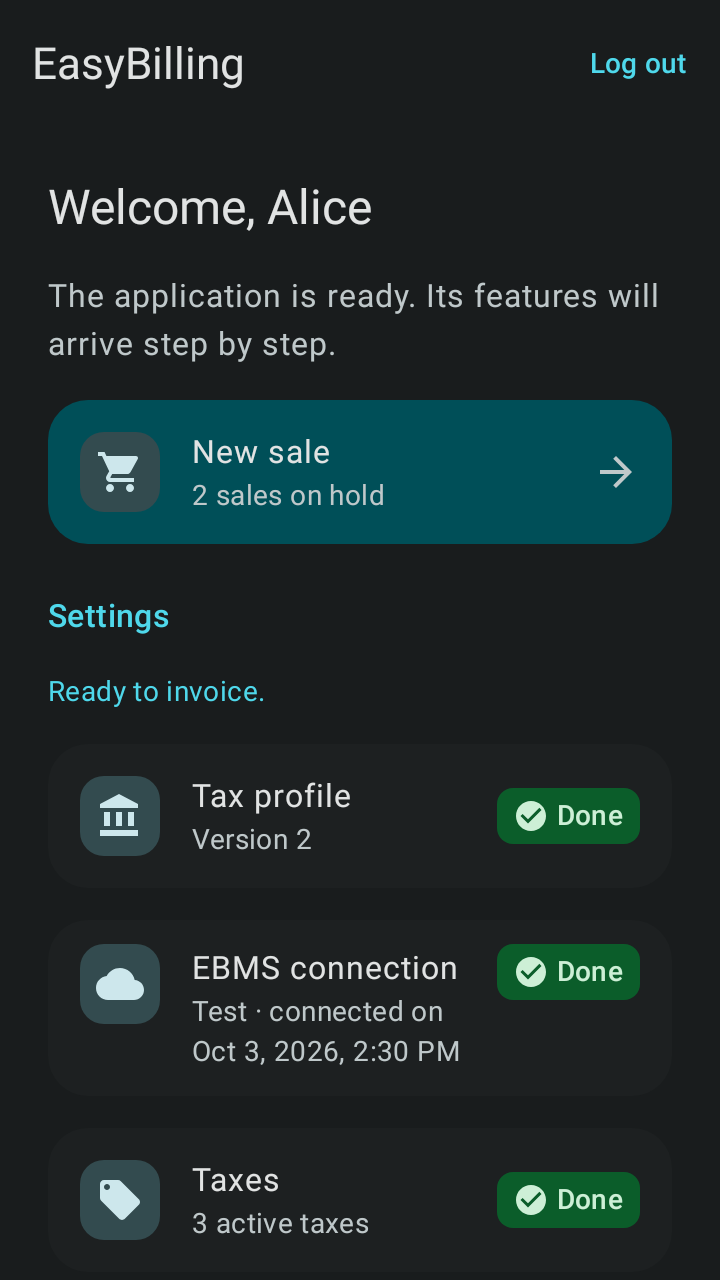 EasyBilling
Log out
Welcome, Alice
The application is ready. Its features will
arrive step by step.
New sale
2 sales on hold
Settings
Ready to invoice.
Tax profile
Version 2
Done
EBMS connection
Test · connected on
Oct 3, 2026, 2:30 PM
Done
Taxes
3 active taxes
Done